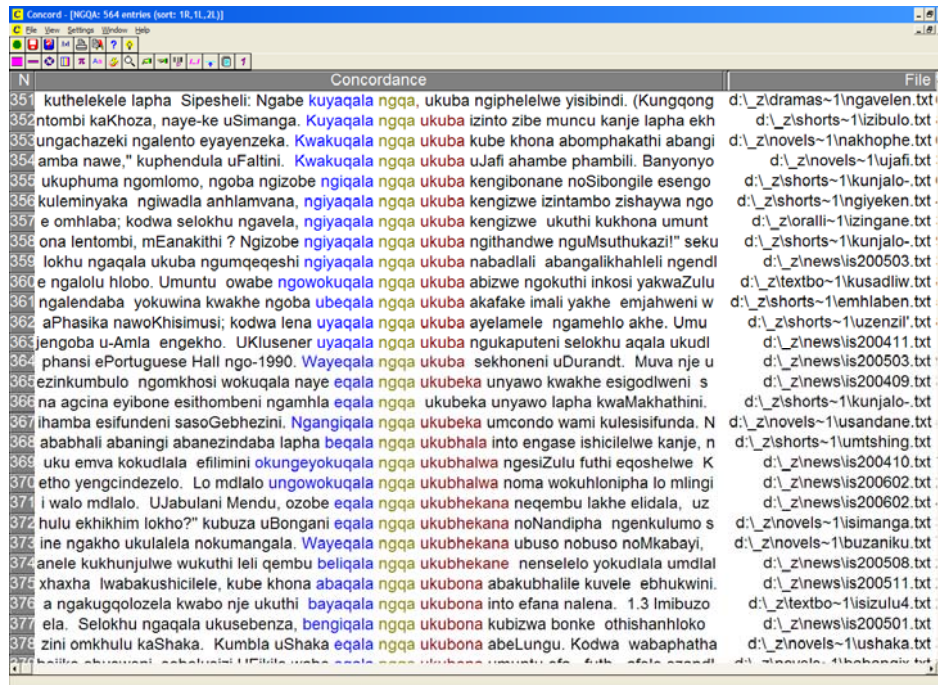 Concord - [NGQA: 564 entries (sort: 1R,1L,2L)]
File View Settings Window Help
N Concordance File
351 kuthelekele lapha Sipesheli: Ngabe kuyaqala ngqa, ukuba ngiphelelwe yisibindi. (Kungqong d:\_z\dramas~1\ngavelen.txt
352 ntombi kaKhoza, naye-ke uSimanga. Kuyaqala ngqa ukuba izinto zibe muncu kanje lapha ekh d:\_z\shorts~1\izibulo.txt
353 ungachazeki ngalento eyayenzeka. Kwakuqala ngqa ukuba kube khona abomphakathi abangi d:\_z\novels~1\nakhophe.txt
354 amba nawe," kuphendula uFaltini. Kwakuqala ngqa ukuba uJafi ahambe phambili. Banyonyo d:\_z\novels~1\ujafi.txt
355 ukuphuma ngomlomo, ngoba ngizobe ngiqala ngqa ukuba kengibonane noSibongile esengo d:\_z\shorts~1\kunjalo-.txt
356 kuleminyaka ngiwadla anhlamvana, ngiyaqala ngqa ukuba kengizwe izintambo zishaywa ngo d:\_z\shorts~1\ngiyeken.txt
357 e omhlaba; kodwa selokhu ngavela, ngiyaqala ngqa ukuba kengizwe ukuthi kukhona umunt d:\_z\oralli~1\izingane.txt
358 ona lentombi, mEanakithi ? Ngizobe ngiyaqala ngqa ukuba ngithandwe nguMsuthukazi!" seku d:\_z\shorts~1\kunjalo-.txt
359 lokhu ngaqala ukuba ngumqeqeshi ngiyaqala ngqa ukuba nabadlali abangalokihahleli ngendl d:\_z\news\is200503.txt
360 e ngalolu hlobo. Umuntu owabe ngowokuqala ngqa ukuba abizwe ngokuthi inkosi yakwaZulu d:\_z\textbo~1\kusadliw.txt
361 ngalendaba yokuwina kwakhe ngoba ubeqala ngqa ukuba akafake imali yakhe emjahweni w d:\_z\shorts~1\emhlaben.txt
362 aPhasika nawoKhisimusi; kodwa lena uyaqala ngqa ukuba ayelamele ngamehlo akhe. Umu d:\_z\shorts~1\uzenzil'.txt
363 jengoba u-Amla engekho. UKlusener uyaqala ngqa ukuba ngukaputeni selokhu aqala ukudl d:\_z\news\is200411.txt
364 phansi ePortuguese Hall ngo-1990. Wayeqala ngqa ukuba sekhoneni uDurandt. Muva nje u d:\_z\news\is200503.txt
365 ezinkumbulo ngomkhosi wokuqala naye eqala ngqa ukubeka unyawo kwakhe esigodlweni s d:\_z\news\is200409.txt
366 na agcina eyibone esithombeni ngamhla eqala ngqa ukubeka unyawo lapha kwaMakhathini. d:\_z\shorts~1\kunjalo-.txt
367 ihamba esifundeni sasoGebhezini. Ngangiqala ngqa ukubeka umcondo wami kulesisifunda. N d:\_z\novels~1\usandane.txt
368 ababhali abaningi abanezindaba lapha beqala ngqa ukubhala into engase ishicilelwe kanje, n d:\_z\shorts~1\umtshing.txt
369 uku emva kokudlala efilimini okungeyokuqala ngqa ukubhalwa ngesiZulu futhi eqoshelwe K d:\_z\news\is200410.txt
370 etho yengcindezelo. Lo mdlalo ungowokuqala ngqa ukubhalwa noma wokuhlonipha lo mlingi d:\_z\news\is200602.txt
371 i walo mdlalo. UJabulani Mendu, ozobe eqala ngqa ukubhekana neqembu lakhe elidala, uz d:\_z\news\is200602.txt
372 hulu ekhikhim lokho?" kubuza uBongani eqala ngqa ukubhekana noNandipha ngenkulumo s d:\_z\novels~1\isimanga.txt
373 ine ngakho ukulalela nokumangala. Wayeqala ngqa ukubhekana ubuso nobuso noMkabayi, d:\_z\novels~1\buzaniku.txt
374 anele kukhunjulwe wukuthi leli qembu beliqala ngqa ukubhekane nenselelo yokudlala umdlal d:\_z\news\is200508.txt
375 xhaxha lwabakushicilele, kube khona abaqala ngqa ukubona abakubhalile kuvele ebhukwini. d:\_z\news\is200511.txt
376 a ngakugqolozela kwabo nje ukuthi bayaqala ngqa ukubona into efana nalena. 1.3 Imibuzo d:\_z\textbo~1\isizulu4.txt
377 ela. Selokhu ngaqala ukusebenza, bengiqala ngqa ukubona kubizwa bonke othishanhloko d:\_z\news\is200501.txt
378 zini omkhulu kaShaka. Kumbla uShaka eqala ngqa ukubona abeLungu. Kodwa wabaphatha d:\_z\novels~1\ushaka.txt